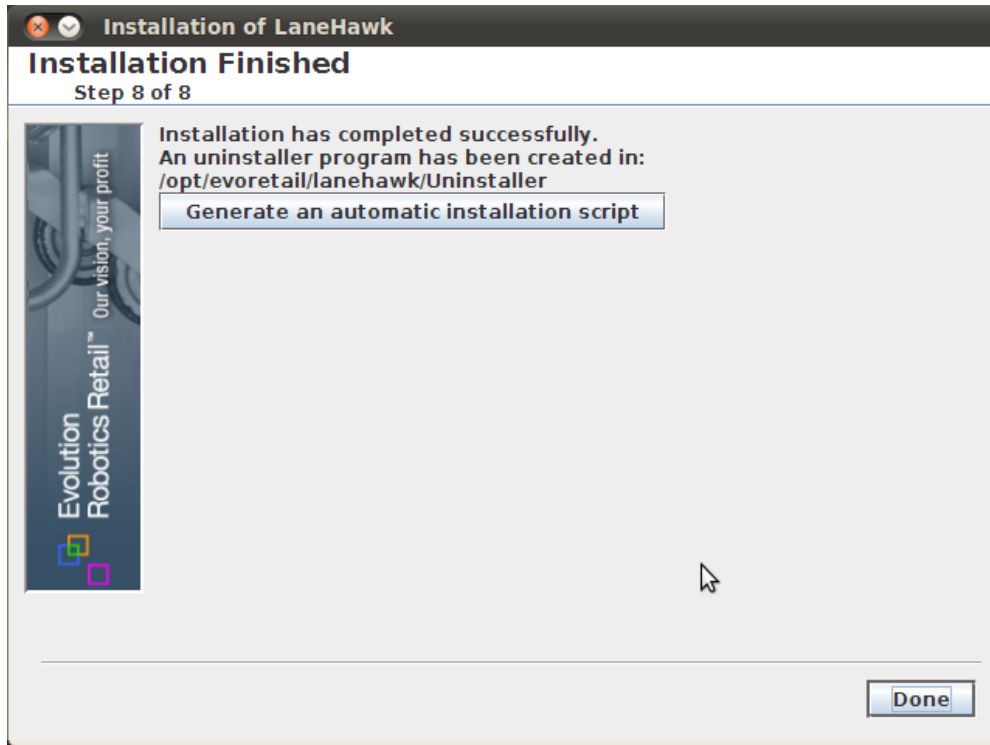 Installation of LaneHawk
Installation Finished
Step 8 of 8
Installation has completed successfully.
An uninstaller program has been created in:
/opt/evoretail/lanehawk/Uninstaller
Generate an automatic installation script
Evolution
Robotics Retail™ Our vision, your profit
Done